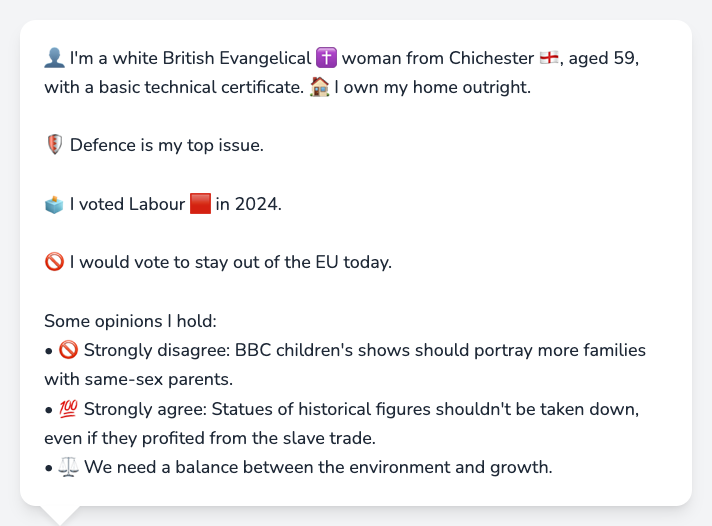 👤 I'm a white British Evangelical ✝️ woman from Chichester 🏴󠁧󠁢󠁥󠁮󠁧󠁿, aged 59,
with a basic technical certificate. 🏠 I own my home outright.
🛡️ Defence is my top issue.
🗳️ I voted Labour 🟥 in 2024.
🚫 I would vote to stay out of the EU today.
Some opinions I hold:
• 🚫 Strongly disagree: BBC children's shows should portray more families
with same-sex parents.
• 💯 Strongly agree: Statues of historical figures shouldn't be taken down,
even if they profited from the slave trade.
• ⚖️ We need a balance between the environment and growth.